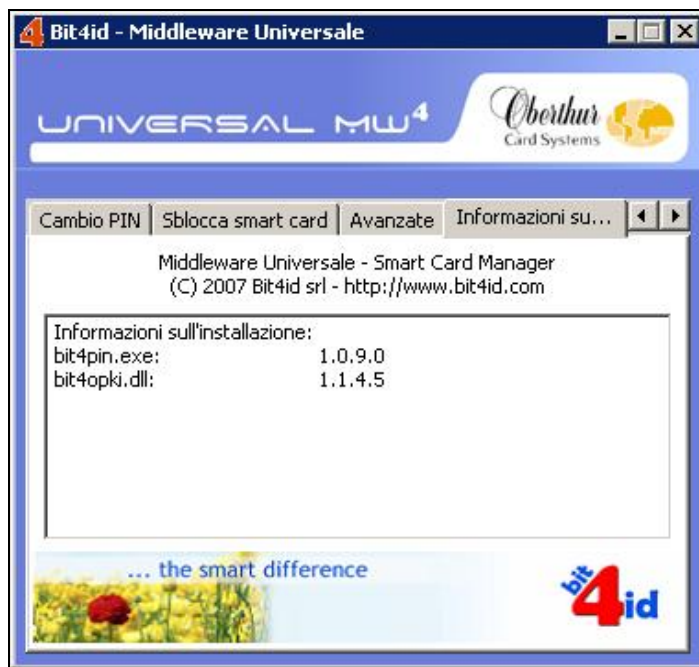 Bit4id - Middleware Universale
UNIVERSAL MW4
Oberthur
Card Systems
Cambio PIN Sblocca smart card Avanzate Informazioni su...
Middleware Universale - Smart Card Manager
(C) 2007 Bit4id srl - http://www.bit4id.com
Informazioni sull'installazione:
bit4pin.exe: 1.0.9.0
bit4opki.dll: 1.1.4.5
... the smart difference
bit4id